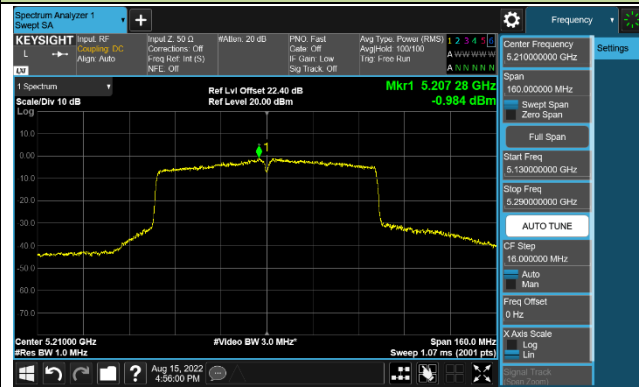 Spectrum Analyzer 1
Swept SA
+
Frequency
KEYSIGHT
L
LXI
Input: RF
Coupling: DC
Align: Auto
Input Z: 50 Ω
Corrections: Off
Freq Ref: Int (S)
NFE: Off
#Atten: 20 dB
PNO: Fast
Gate: Off
IF Gain: Low
Sig Track: Off
Avg Type: Power (RMS)
Avg|Hold: 100/100
Trig: Free Run
1 2 3 4 5 6
A W W W W W
A N N N N N
1 Spectrum
Scale/Div 10 dB
Log
Ref Lvl Offset 22.40 dB
Ref Level 20.00 dBm
Mkr1 5.207 28 GHz
-0.984 dBm
10.0
0.00
-10.0
-20.0
-30.0
-40.0
-50.0
-60.0
-70.0
1
Center 5.21000 GHz
#Res BW 1.0 MHz
#Video BW 3.0 MHz*
Span 160.0 MHz
Sweep 1.07 ms (2001 pts)
Aug 15, 2022
4:56:00 PM
Center Frequency
5.210000000 GHz
Settings
Span
160.000000 MHz
Swept Span
Zero Span
Full Span
Start Freq
5.130000000 GHz
Stop Freq
5.290000000 GHz
AUTO TUNE
CF Step
16.000000 MHz
Auto
Man
Freq Offset
0 Hz
X Axis Scale
Log
Lin
Signal Track
(Span Zoom)